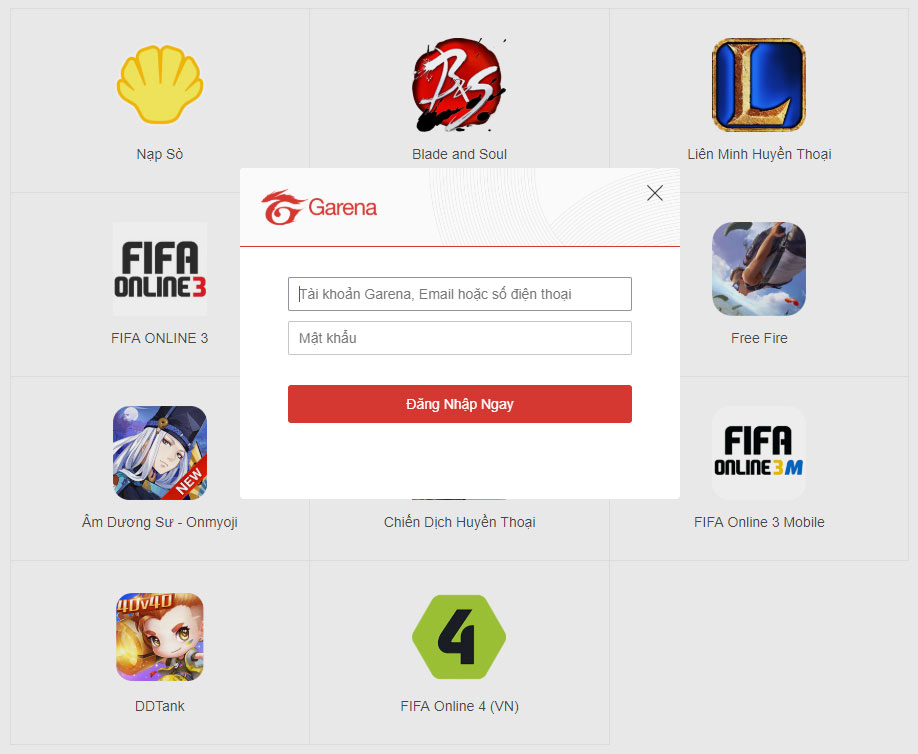 B&S
L
Nạp Sò
Blade and Soul
Liên Minh Huyền Thoại
Garena
FIFA
ONLINE 3
Tài khoản Garena, Email hoặc số điện thoại
Mật khẩu
FIFA ONLINE 3
Free Fire
Đăng Nhập Ngay
NEW
FIFA
ONLINE 3 M
Âm Dương Sư - Onmyoji
Chiến Dịch Huyền Thoại
FIFA Online 3 Mobile
40V40
4
DDTank
FIFA Online 4 (VN)